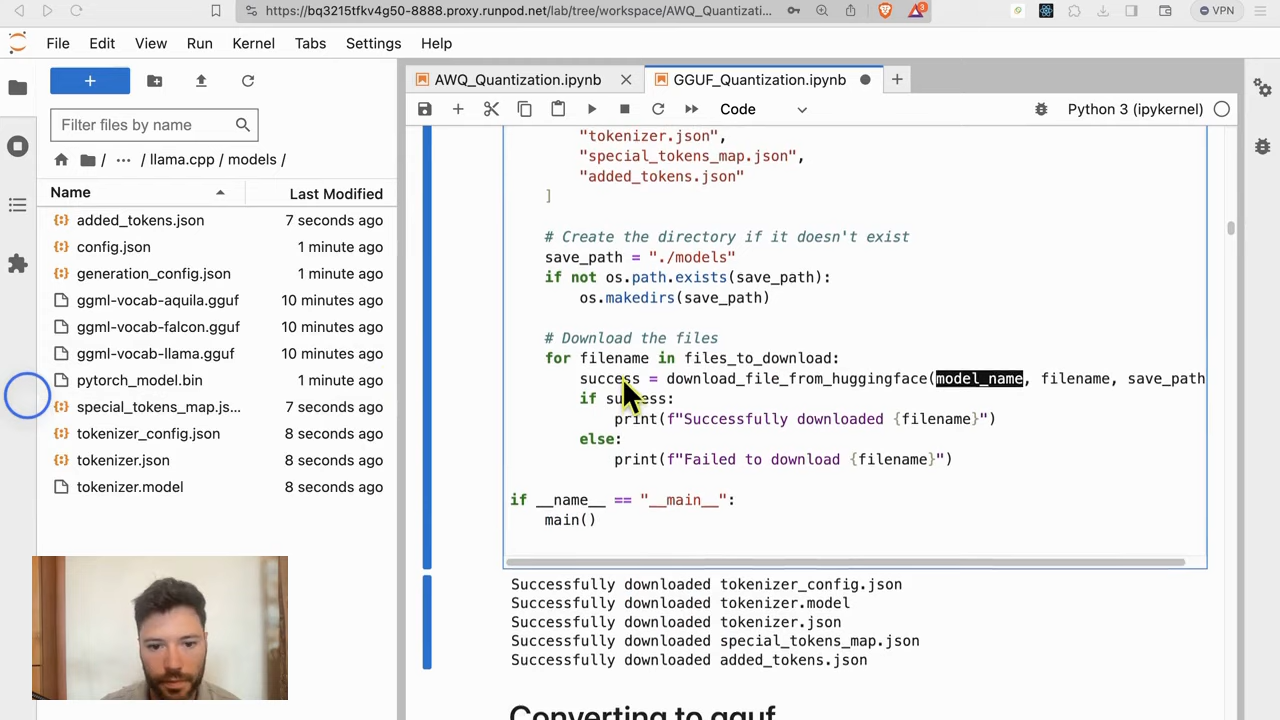 https://bq3215tfkv4g50-8888.proxy.runpod.net/lab/tree/workspace/AWQ_Quantizati...
3
VPN
File Edit View Run Kernel Tabs Settings Help
+
AWQ_Quantization.ipynb
GGUF_Quantization.ipynb
Filter files by name
Code
Python 3 (ipykernel)
/ ... / llama.cpp / models /
Name Last Modified
added_tokens.json 7 seconds ago
config.json 1 minute ago
generation_config.json 1 minute ago
ggml-vocab-aquila.gguf 10 minutes ago
ggml-vocab-falcon.gguf 10 minutes ago
ggml-vocab-llama.gguf 10 minutes ago
pytorch_model.bin 1 minute ago
special_tokens_map.js... 7 seconds ago
tokenizer_config.json 8 seconds ago
tokenizer.json 8 seconds ago
tokenizer.model 8 seconds ago
"tokenizer.json",
"special_tokens_map.json",
"added_tokens.json"
]
# Create the directory if it doesn't exist
save_path = "./models"
if not os.path.exists(save_path):
os.makedirs(save_path)
# Download the files
for filename in files_to_download:
success = download_file_from_huggingface(model_name, filename, save_path
if success:
print(f"Successfully downloaded {filename}")
else:
print(f"Failed to download {filename}")
if __name__ == "__main__":
main()
Successfully downloaded tokenizer_config.json
Successfully downloaded tokenizer.model
Successfully downloaded tokenizer.json
Successfully downloaded special_tokens_map.json
Successfully downloaded added_tokens.json
Converting to gguf